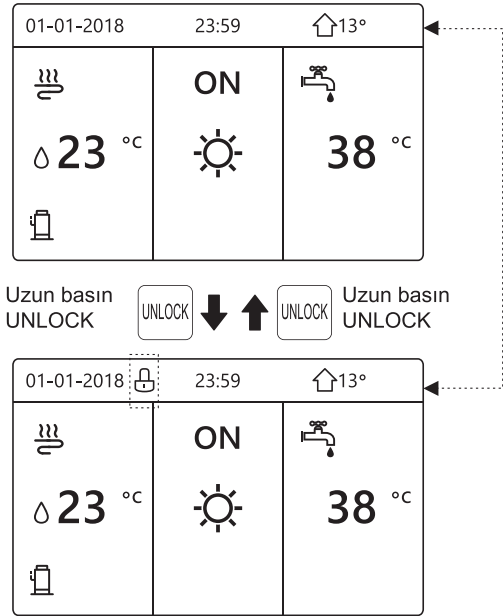 01-01-2018 23:59 13°
ON
23 °C 38 °C
Uzun basın UNLOCK UNLOCK Uzun basın
UNLOCK UNLOCK
01-01-2018 23:59 13°
ON
23 °C 38 °C